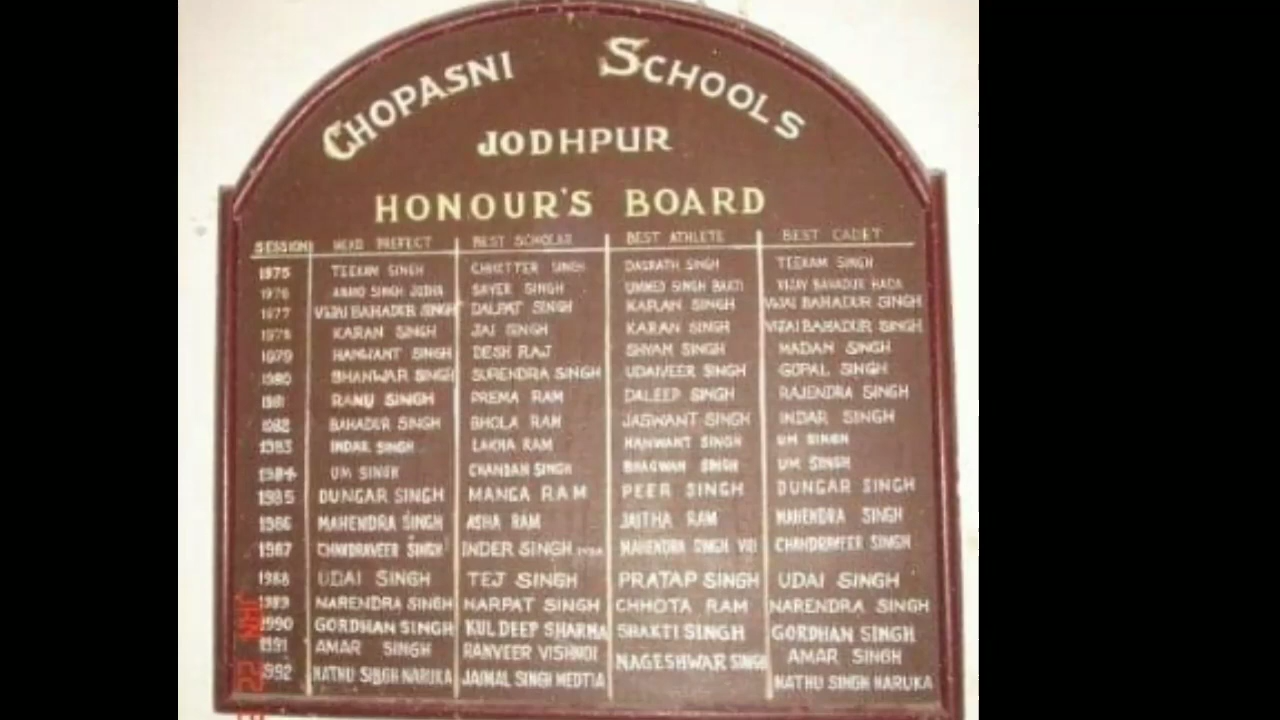 CHOPASNI SCHOOLS
JODHPUR
HONOUR'S BOARD
SESSION HEAD PREFECT BEST SCHOLAR BEST ATHLETE BEST CADET
1975 TEEKAM SINGH CHHETTER SINGH DASRATH SINGH TEEKAM SINGH
1976 SINGH JODHA SAYER SINGH UMMED SINGH VIJAY BAHADUR HADA
1977 VIJAI BAHADUR SINGH DALPAT SINGH KARAN SINGH VIJAI BAHADUR SINGH
1978 KARAN SINGH JAI SINGH KARAN SINGH VIJAI BAHADUR SINGH
1979 HANWANT SINGH DESH RAJ SHYAM SINGH MADAN SINGH
1980 BHANWAR SINGH SURENDRA SINGH UDAIVEER SINGH GOPAL SINGH
1981 RANU SINGH PREMA RAM DALEEP SINGH RAJENDRA SINGH
1982 BAHADUR SINGH BHOLA RAM JASWANT SINGH INDAR SINGH
1983 INDAR SINGH LAKHA RAM HANWANT SINGH UM SINGH
1984 UM SINGH CHANDAN SINGH BHAGWAN SINGH UM SINGH
1985 DUNGAR SINGH MANGA RAM PEER SINGH DUNGAR SINGH
1986 MAHENDRA SINGH ASHA RAM JAITHA RAM MAHENDRA SINGH
1987 CHANDRAVEER SINGH INDER SINGH MAHENDRA SINGH VIII CHANDRAVEER SINGH
1988 UDAI SINGH TEJ SINGH PRATAP SINGH UDAI SINGH
1989 NARENDRA SINGH NARPAT SINGH CHHOTA RAM NARENDRA SINGH
1990 GORDHAN SINGH KULDEEP SHARMA SHAKTI SINGH GORDHAN SINGH
1991 AMAR SINGH RANVEER VISHNOI NAGESHWAR SINGH AMAR SINGH
1992 NATHU SINGH NARUKA JAIMAL SINGH MEDTIA NATHU SINGH NARUKA